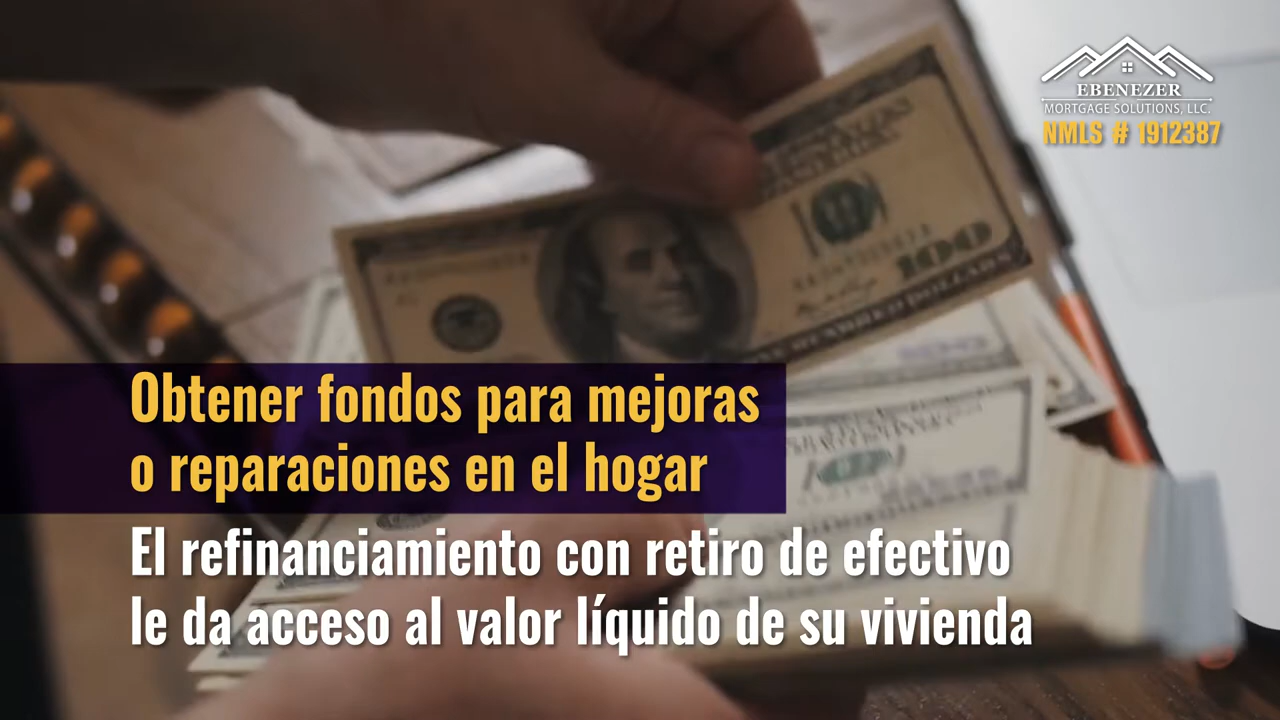 EBENEZER
MORTGAGE SOLUTIONS, LLC.
NMLS # 1912387
100
Obtener fondos para mejoras
o reparaciones en el hogar
El refinanciamiento con retiro de efectivo
le da acceso al valor líquido de su vivienda